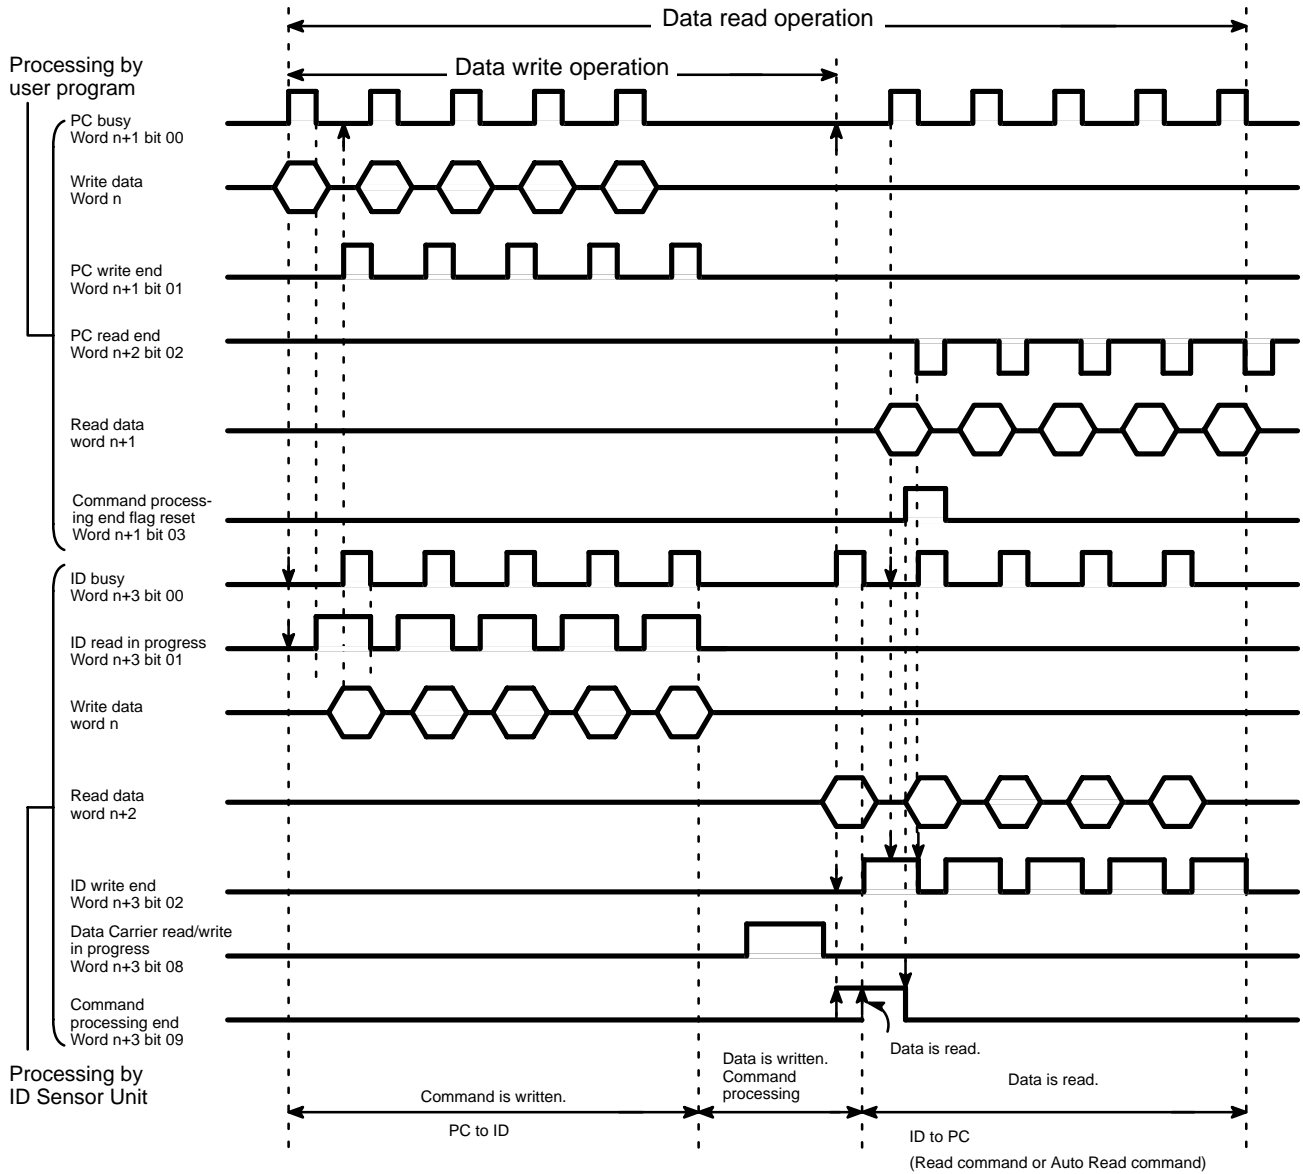 Data read operation
Data write operation
Processing by
user program
PC busy
Word n+1 bit 00
Write data
Word n
PC write end
Word n+1 bit 01
PC read end
Word n+2 bit 02
Read data
word n+1
Command process-
ing end flag reset
Word n+1 bit 03
ID busy
Word n+3 bit 00
ID read in progress
Word n+3 bit 01
Write data
word n
Read data
word n+2
ID write end
Word n+3 bit 02
Data Carrier read/write
in progress
Word n+3 bit 08
Command
processing end
Word n+3 bit 09
Processing by
ID Sensor Unit
Data is read.
Data is written.
Command
processing
Data is read.
Command is written.
PC to ID
ID to PC
(Read command or Auto Read command)